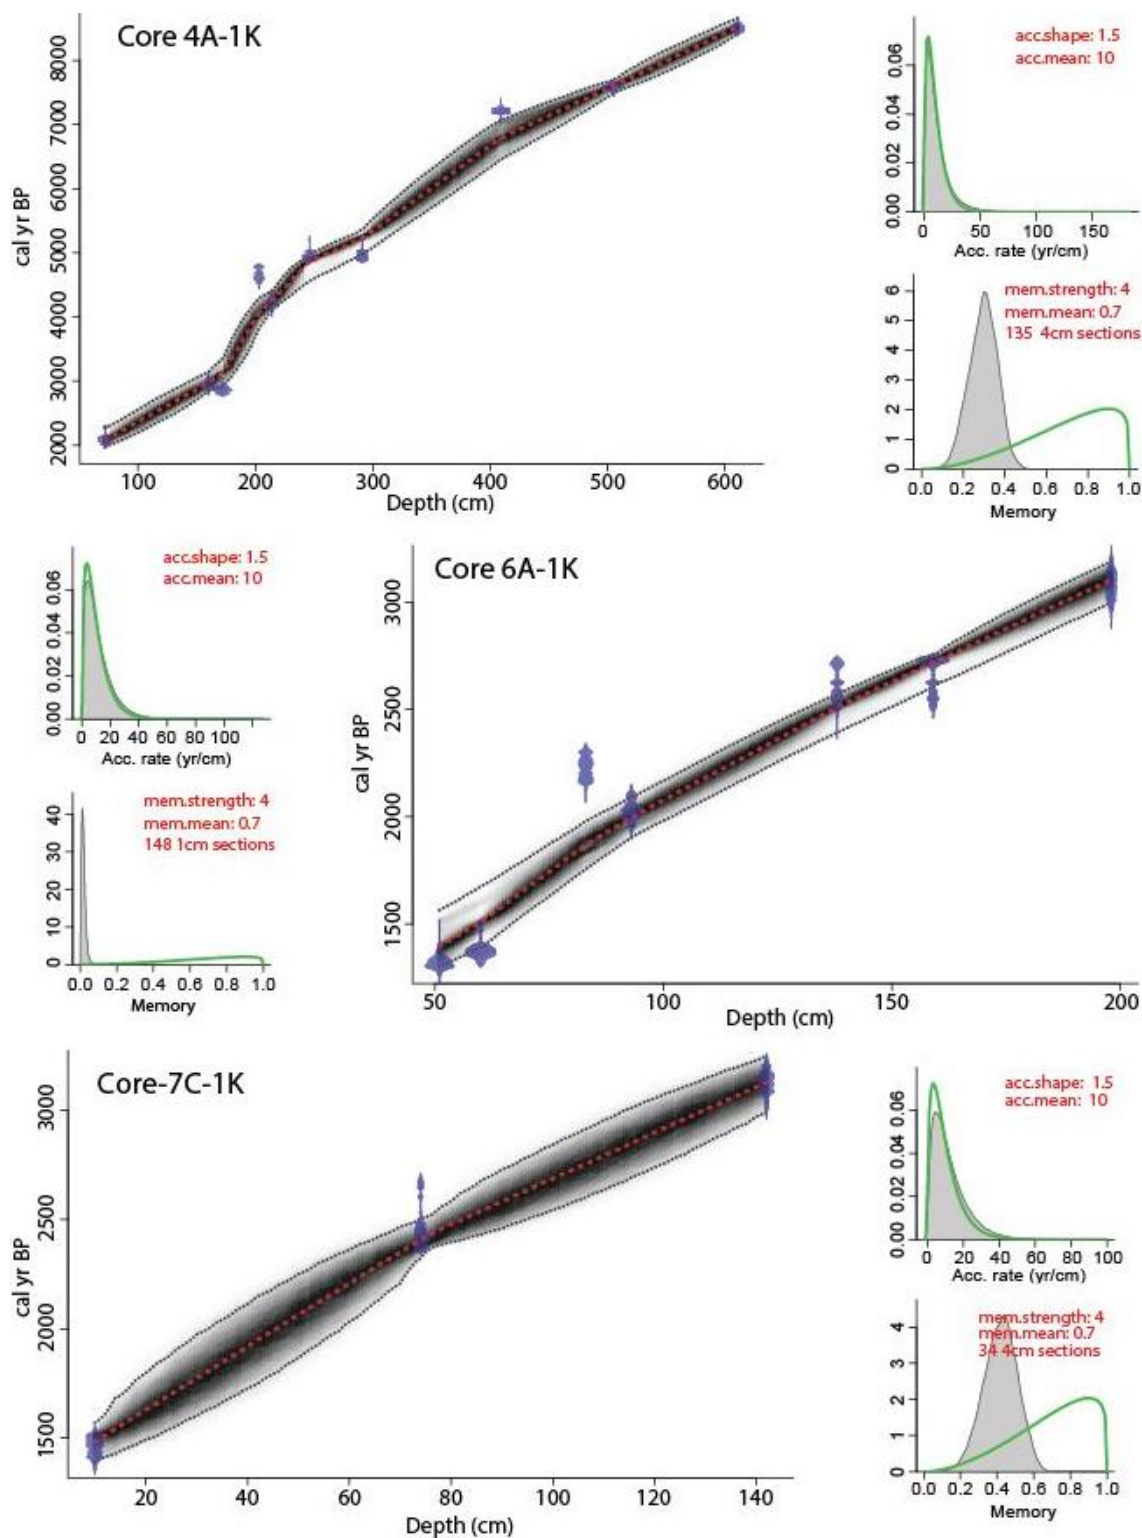 Core 4A-1K
cal yr BP
8000
7000
6000
5000
4000
3000
2000
100 200 300 400 500 600
Depth (cm)
acc.shape: 1.5
acc.mean: 10
0.06
0.04
0.02
0.00
0 50 100 150
Acc. rate (yr/cm)
mem.strength: 4
mem.mean: 0.7
135 4cm sections
6
5
4
3
2
1
0
0.0 0.2 0.4 0.6 0.8 1.0
Memory
acc.shape: 1.5
acc.mean: 10
0.06
0.04
0.02
0.00
0 20 40 60 80 100
Acc. rate (yr/cm)
mem.strength: 4
mem.mean: 0.7
148 1cm sections
40
30
20
10
0
0.0 0.2 0.4 0.6 0.8 1.0
Memory
Core 6A-1K
cal yr BP
3000
2500
2000
1500
50 100 150 200
Depth (cm)
Core-7C-1K
cal yr BP
3000
2500
2000
1500
20 40 60 80 100 120 140
Depth (cm)
acc.shape: 1.5
acc.mean: 10
0.06
0.04
0.02
0.00
0 20 40 60 80 100
Acc. rate (yr/cm)
mem.strength: 4
mem.mean: 0.7
34 4cm sections
4
3
2
1
0
0.0 0.2 0.4 0.6 0.8 1.0
Memory